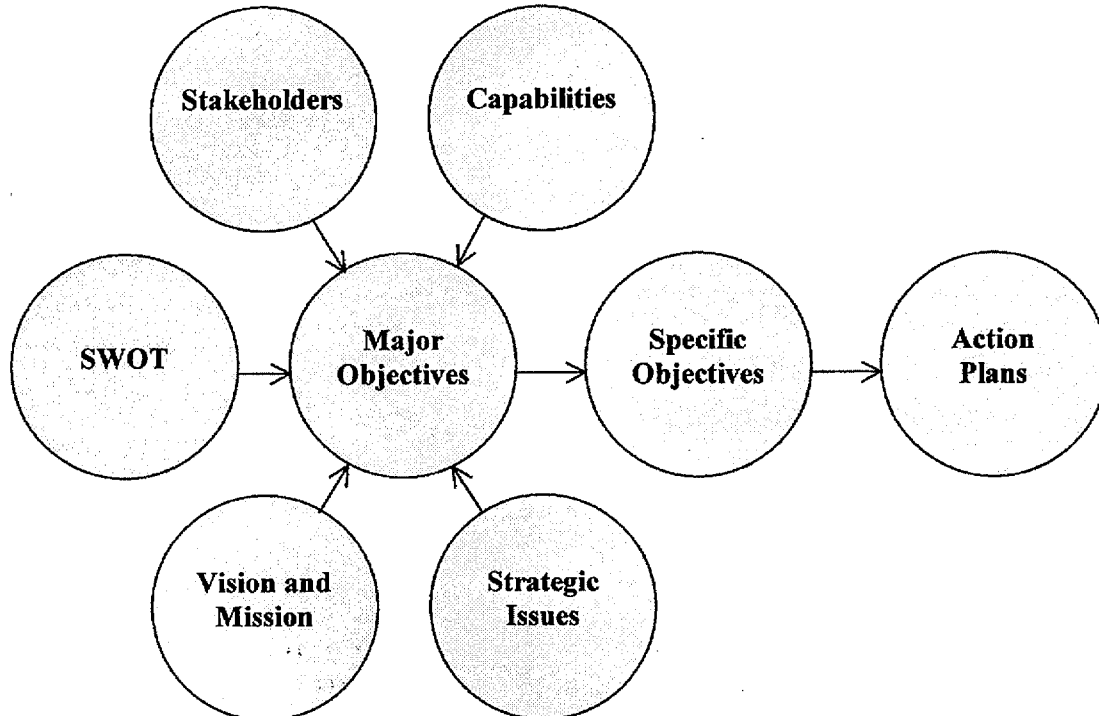 Stakeholders
Capabilities
SWOT
Major
Objectives
Specific
Objectives
Action
Plans
Vision and
Mission
Strategic
Issues